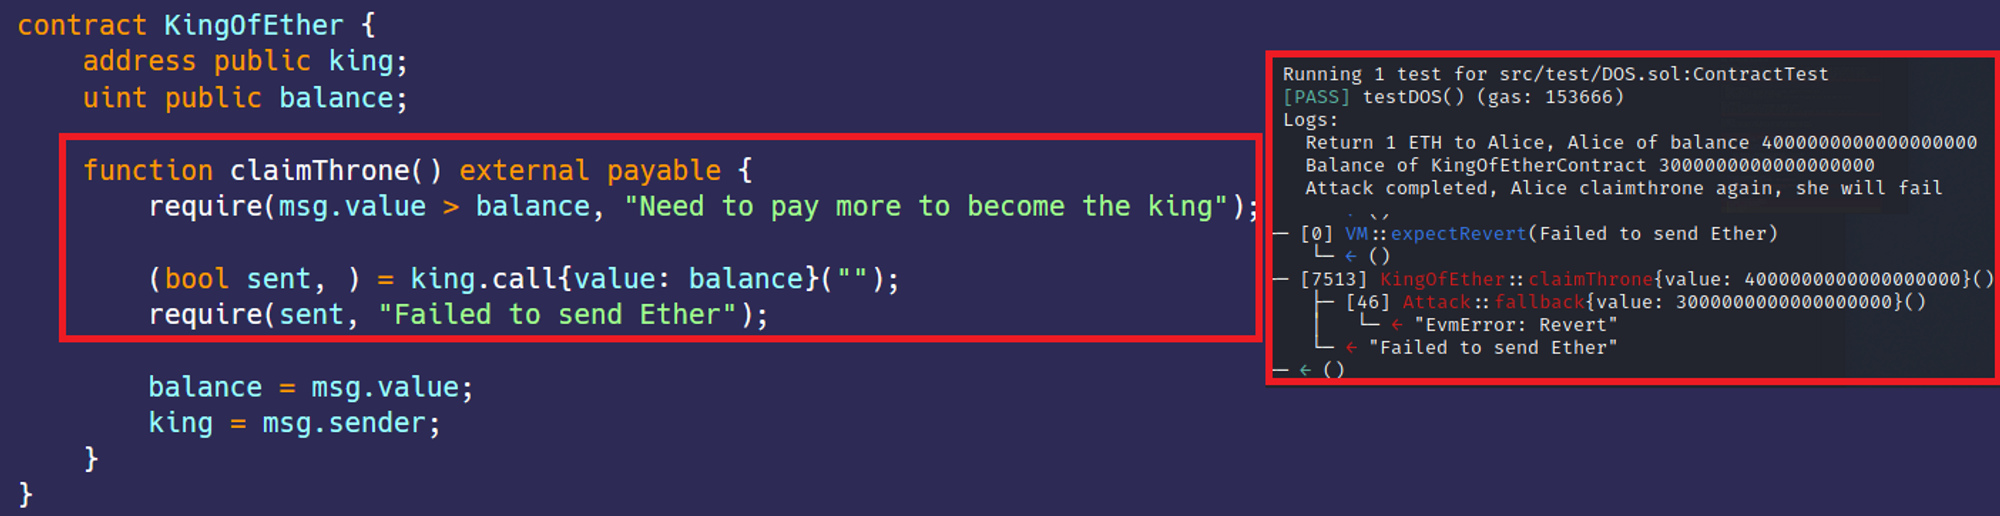 contract KingOfEther {
address public king;
uint public balance;
function claimThrone() external payable {
require(msg.value > balance, "Need to pay more to become the king");
(bool sent, ) = king.call{value: balance}("");
require(sent, "Failed to send Ether");
balance = msg.value;
king = msg.sender;
}
}
Running 1 test for src/test/DOS.sol:ContractTest
[PASS] testDOS() (gas: 153666)
Logs:
Return 1 ETH to Alice, Alice of balance 4000000000000000000
Balance of KingOfEtherContract 3000000000000000000
Attack completed, Alice claimthrone again, she will fail
← ()
─ [0] VM::expectRevert(Failed to send Ether)
└─ ← ()
─ [7513] KingOfEther::claimThrone{value: 4000000000000000000}()
├─ [46] Attack::fallback{value: 3000000000000000000}()
│ └─ ← "EvmError: Revert"
└─ ← "Failed to send Ether"
─ ← ()